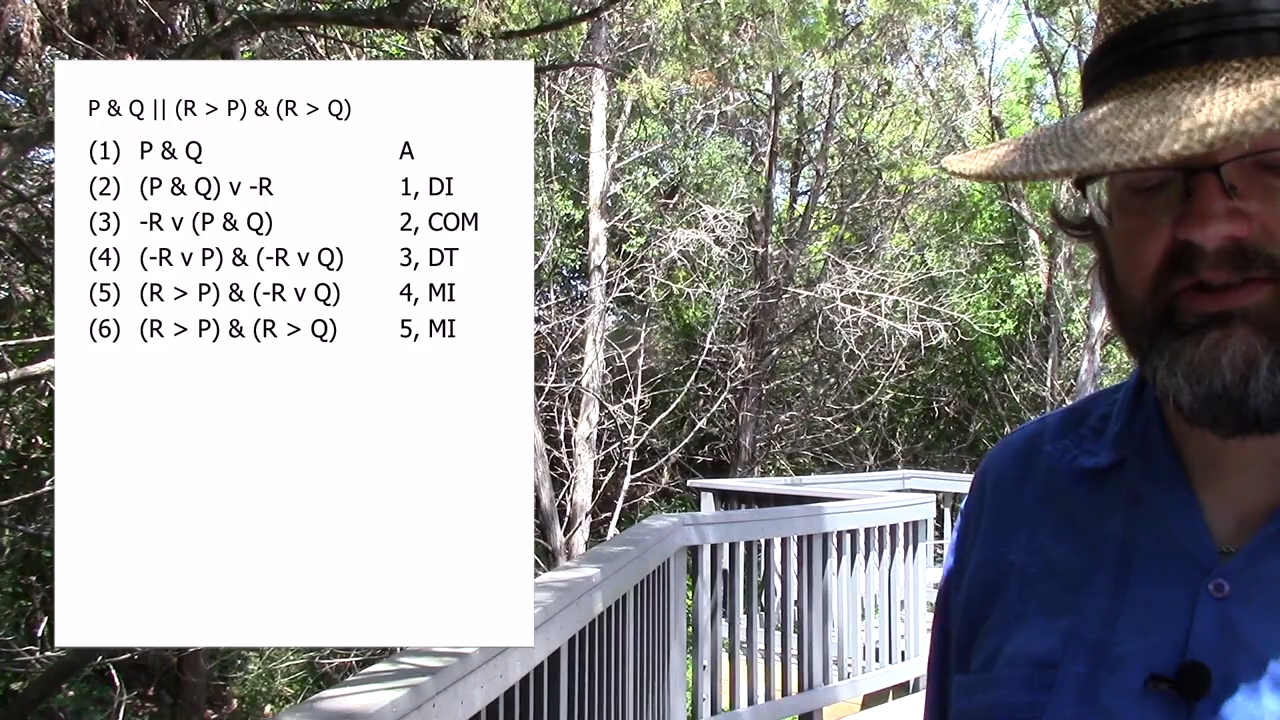 P & Q || (R > P) & (R > Q)
(1) P & Q A
(2) (P & Q) v -R 1, DI
(3) -R v (P & Q) 2, COM
(4) (-R v P) & (-R v Q) 3, DT
(5) (R > P) & (-R v Q) 4, MI
(6) (R > P) & (R > Q) 5, MI